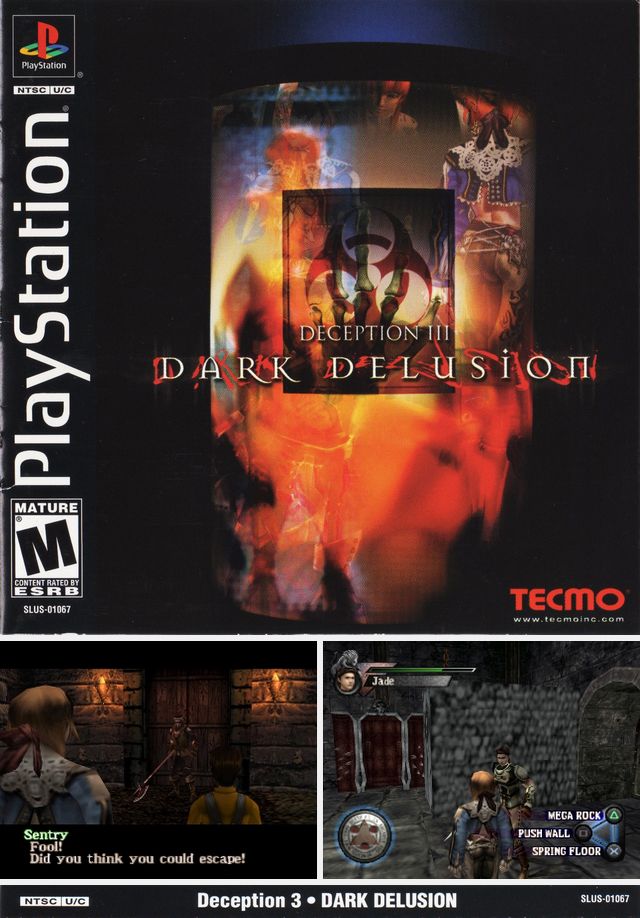 PlayStation
NTSC U/C
PlayStation
DECEPTION III
DARK DELUSION
MATURE
M
CONTENT RATED BY
ESRB
SLUS-01067
TECMO
www.tecmoinc.com
Sentry
Fool!
Did you think you could escape!
Jade
MEGA ROCK
PUSH WALL
SPRING FLOOR
NTSC U/C
Deception 3 • DARK DELUSION
SLUS-01067